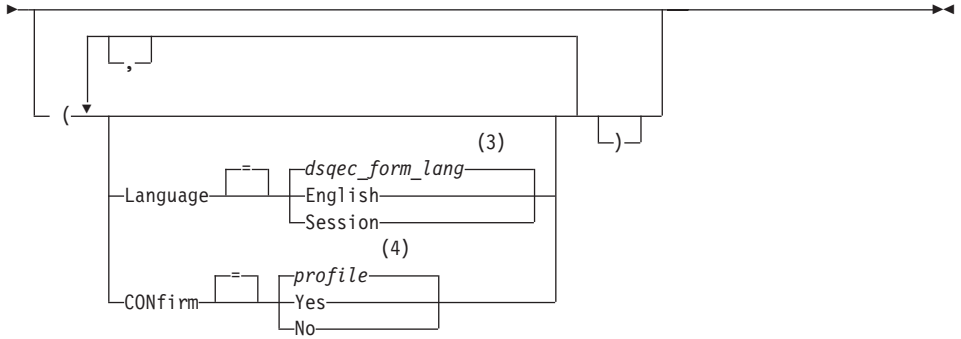 ,
(
)
(3)
Language = dsqec_form_lang
English
Session
(4)
CONfirm = profile
Yes
No